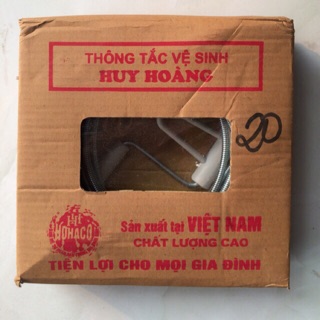 THÔNG TẮC VỆ SINH
HUY HOÀNG
20
HOHACO
Sản xuất tại VIỆT NAM
CHẤT LƯỢNG CAO
TIỆN LỢI CHO MỌI GIA ĐÌNH